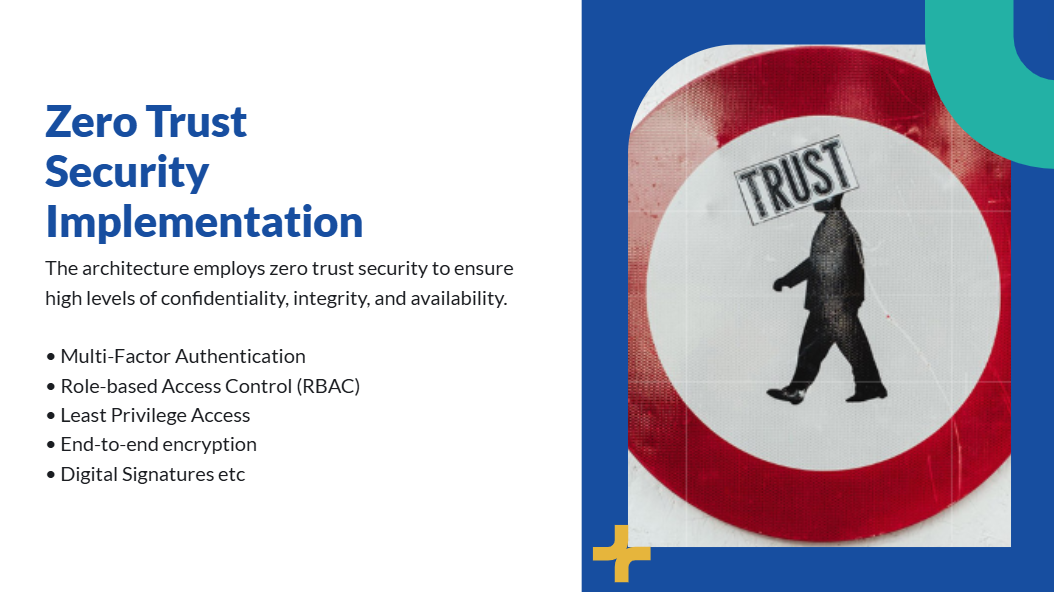 Zero Trust
Security
Implementation
The architecture employs zero trust security to ensure
high levels of confidentiality, integrity, and availability.
• Multi-Factor Authentication
• Role-based Access Control (RBAC)
• Least Privilege Access
• End-to-end encryption
• Digital Signatures etc
TRUST